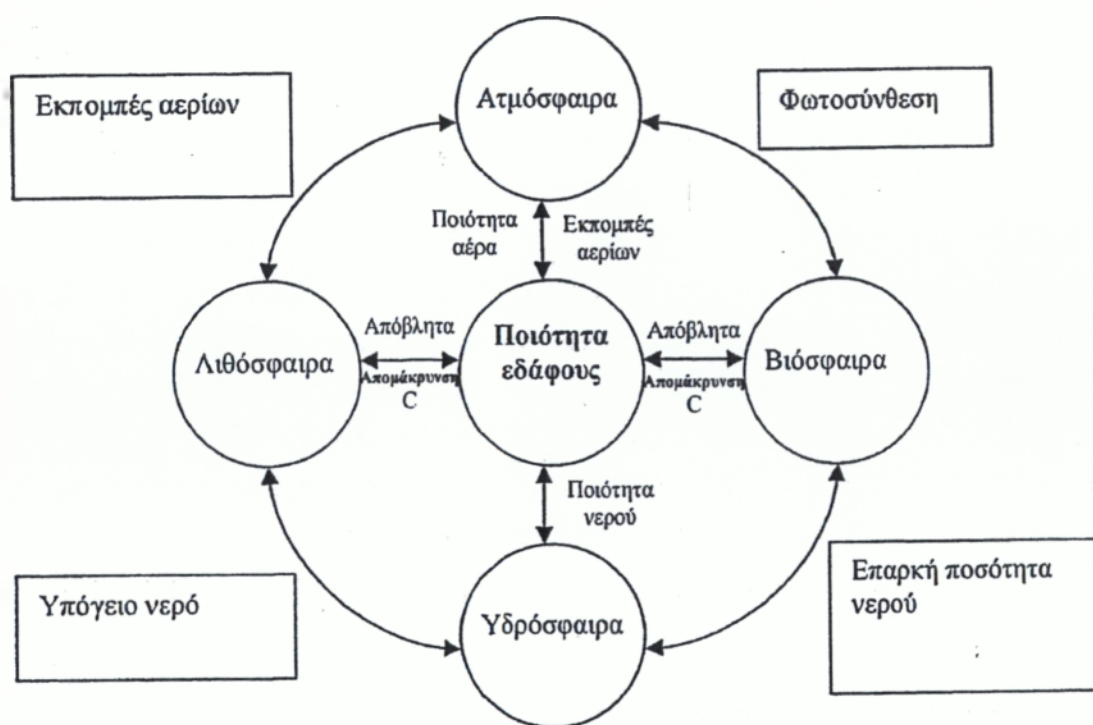 Ατμόσφαιρα
Εκπομπές αερίων
Φωτοσύνθεση
Ποιότητα
αέρα
Εκπομπές
αερίων
Λιθόσφαιρα
Απόβλητα
Απομάκρυνση
C
Ποιότητα
εδάφους
Απόβλητα
Απομάκρυνση
C
Βιόσφαιρα
Ποιότητα
νερού
Υπόγειο νερό
Υδρόσφαιρα
Επαρκή ποσότητα
νερού